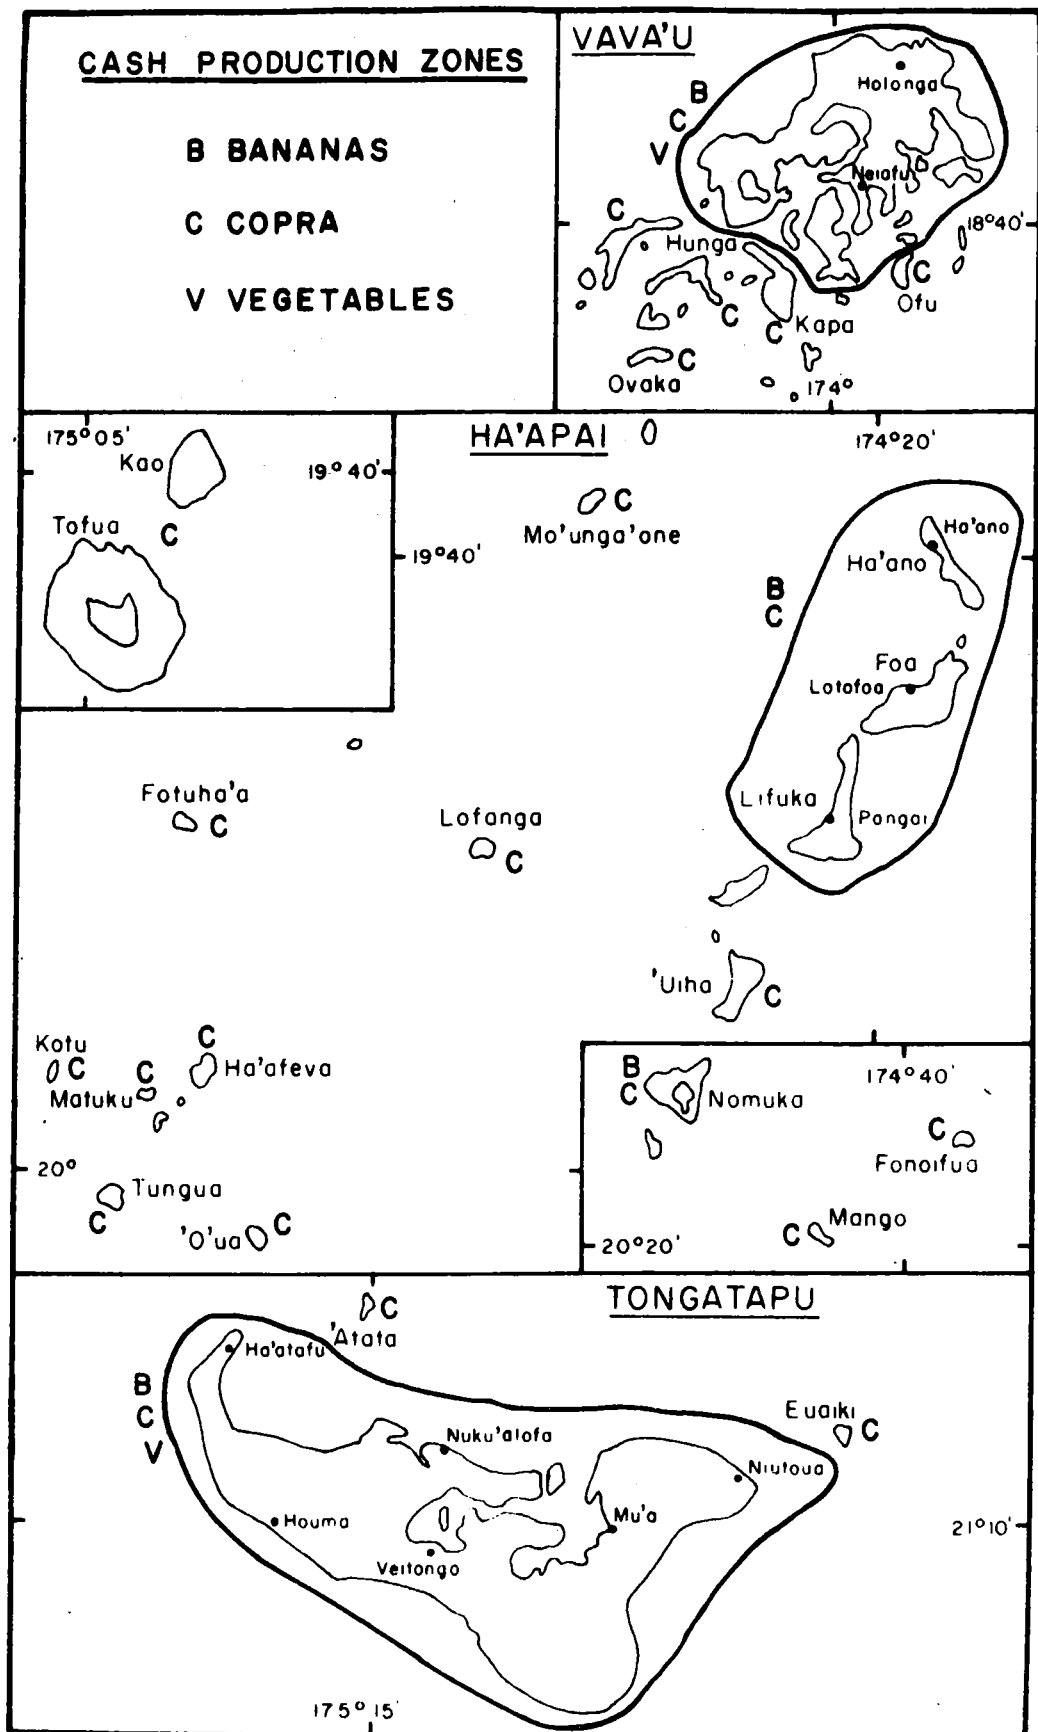 CASH PRODUCTION ZONES
B BANANAS
C COPRA
V VEGETABLES
VAVA'U
B
C
V
Holonga
Neiafu
18°40'
C
Hunga
C
Ofu
C
C Kapa
C
Ovaka
174°
HA'APAI
175°05'
Kao
19°40'
Tofua
C
174°20'
C
Mo'unga'one
19°40'
Ha'ano
Ha'ano
B
C
Foa
Lotofoa
Fotuha'a
C
Lofanga
C
Lifuka
Pangai
'Uiha
C
Kotu
C
C
Matuku
C
Ha'afeva
20°
Tungua
C
'O'ua
C
B
C
Nomuka
174°40'
C
Fonoifua
Mango
C
20°20'
TONGATAPU
C
'Atata
Ha'atafu
B
C
V
Euaiki
C
Nuku'alofa
Niutoua
Houma
Mu'a
Veitongo
21°10'
175°15'